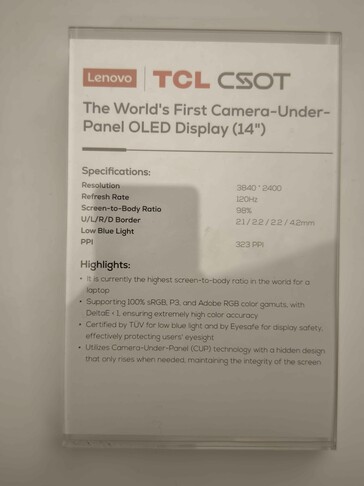 Lenovo TCL CSOT
The World's First Camera-Under-
Panel OLED Display (14")
Specifications:
Resolution 3840 * 2400
Refresh Rate 120Hz
Screen-to-Body Ratio 98%
U/L/R/D Border 2.1 / 2.2 / 2.2 / 4.2mm
Low Blue Light
PPI 323 PPI
Highlights:
• It is currently the highest screen-to-body ratio in the world for a
laptop
• Supporting 100% sRGB, P3, and Adobe RGB color gamuts, with
DeltaE < 1, ensuring extremely high color accuracy
• Certified by TÜV for low blue light and by Eyesafe for display safety,
effectively protecting users' eyesight
• Utilizes Camera-Under-Panel (CUP) technology with a hidden design
that only rises when needed, maintaining the integrity of the screen